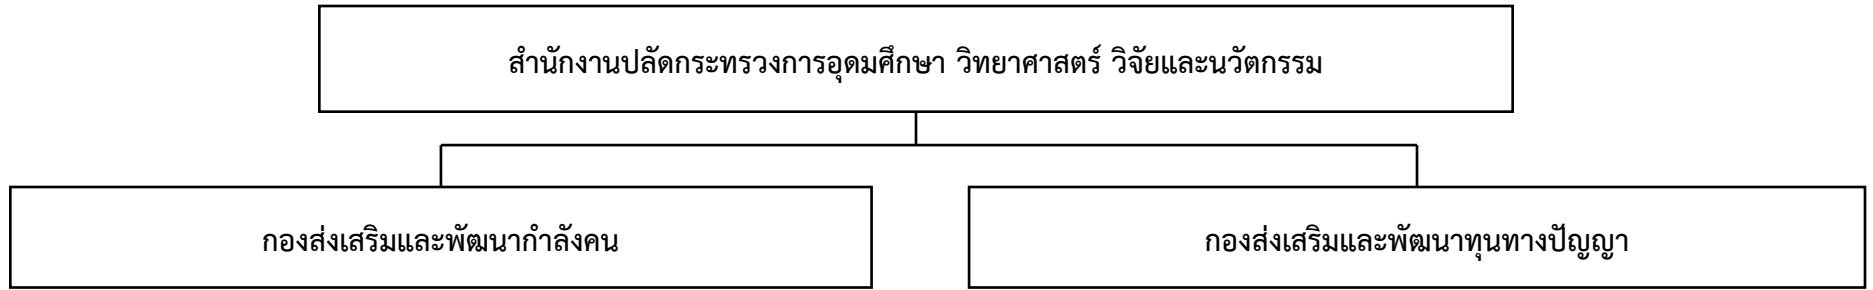 สำนักงานปลัดกระทรวงการอุดมศึกษา วิทยาศาสตร์ วิจัยและนวัตกรรม
กองส่งเสริมและพัฒนากำลังคน
กองส่งเสริมและพัฒนาทุนทางปัญญา